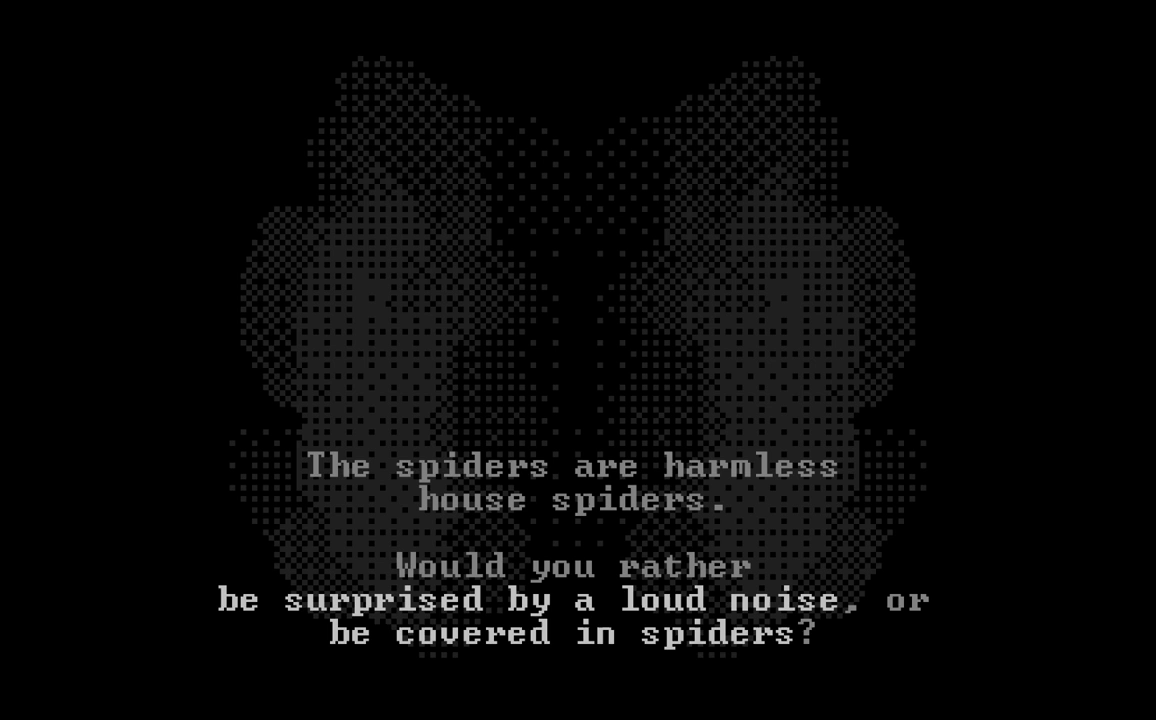 The spiders are harmless
house spiders.
Would you rather
be surprised by a loud noise, or
be covered in spiders?